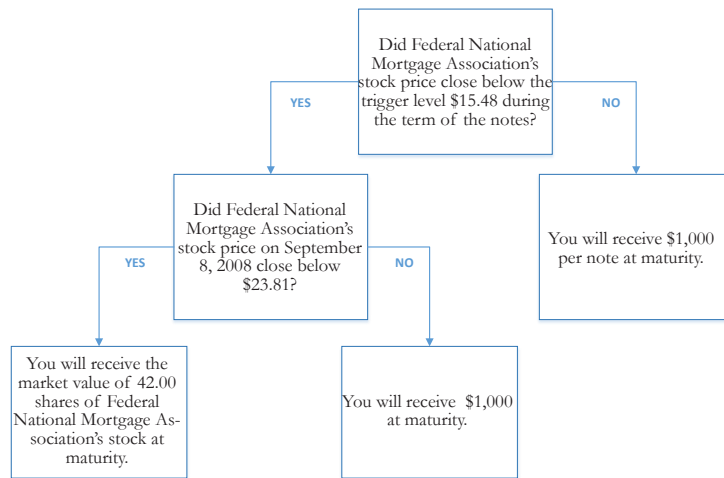 Did Federal National
Mortgage Association's
stock price close below the
trigger level $15.48 during
the term of the notes?
YES
NO
Did Federal National
Mortgage Association's
stock price on September
8, 2008 close below
$23.81?
You will receive $1,000
per note at maturity.
YES
NO
You will receive the
market value of 42.00
shares of Federal
National Mortgage As-
sociation's stock at
maturity.
You will receive $1,000
at maturity.